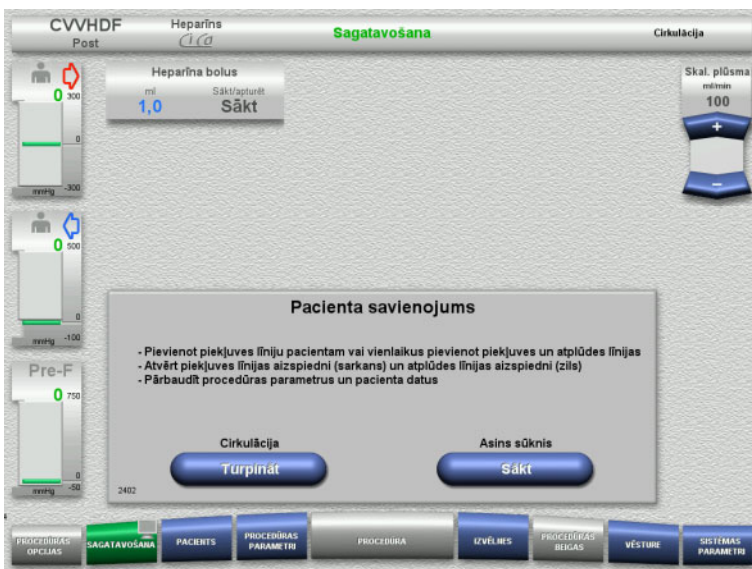 CVVHDF
Post
Heparīns
Ci Ca
Sagatavošana
Cirkulācija
0
300
0
mmHg
-300
Heparīna bolus
ml
Sākt/apturēt
1,0
Sākt
Skal. plūsma
ml/min
100
+
−
0
500
0
mmHg
-100
Pre-F
0
750
0
mmHg
-50
Pacienta savienojums
- Pievienot piekļuves līniju pacientam vai vienlaikus pievienot piekļuves un atplūdes līnijas
- Atvērt piekļuves līnijas aizspiedni (sarkans) un atplūdes līnijas aizspiedni (zils)
- Pārbaudīt procedūras parametrus un pacienta datus
Cirkulācija
Asins sūknis
Turpināt
Sākt
2402
PROCEDŪRAS OPCIJAS
SAGATAVOŠANA
PACIENTS
PROCEDŪRAS PARAMETRI
PROCEDŪRA
IZVĒLNES
PROCEDŪRAS BEIGAS
VĒSTURE
SISTĒMAS PARAMETRI